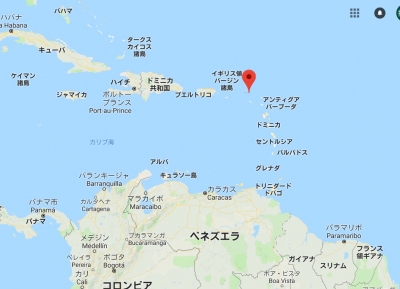 バハマ
a Habana
キューバ
タークス
カイコス
諸島
ケイマン
諸島
ハイチ
ドミニカ
共和国
イギリス領
バージン
諸島
ジャマイカ
ポルトー
プランス
Port-au-Prince
プエルトリコ
アンティグア
バーブーダ
ドミニカ
カリブ海
セントルシア
バルバドス
アルバ
キュラソー島
グレナダ
バランキージャ
Barranquilla
カラカス
Caracas
トリニダード
トバゴ
カルタヘナ
Cartagena
マラカイボ
Maracaibo
パナマ市
Panama
パナマ
メデジン
Medellín
ブカラマンガ
Bucaramanga
ベネズエラ
ガイアナ
パラマリボ
Paramaribo
ペレイラ
Pereira
ボゴタ
Bogotá
スリナム
フランス
領
ボア・ビスタ
Boa Vista
カリ
Cali
コロンビア